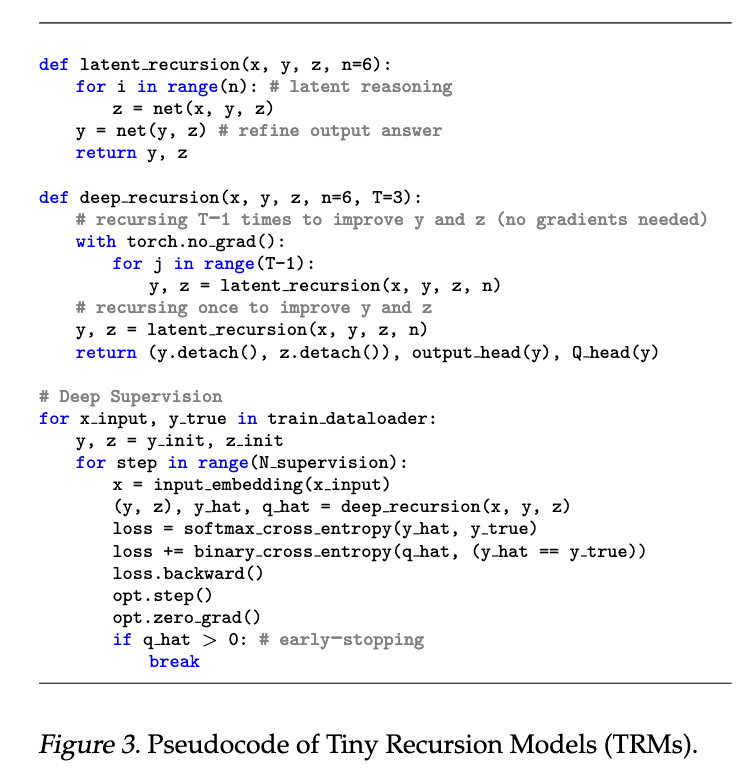 def latent_recursion(x, y, z, n=6):
    for i in range(n): # latent reasoning
        z = net(x, y, z)
    y = net(y, z) # refine output answer
    return y, z

def deep_recursion(x, y, z, n=6, T=3):
    # recursing T−1 times to improve y and z (no gradients needed)
    with torch.no_grad():
        for j in range(T−1):
            y, z = latent_recursion(x, y, z, n)
    # recursing once to improve y and z
    y, z = latent_recursion(x, y, z, n)
    return (y.detach(), z.detach()), output_head(y), Q_head(y)

# Deep Supervision
for x_input, y_true in train_dataloader:
    y, z = y_init, z_init
    for step in range(N_supervision):
        x = input_embedding(x_input)
        (y, z), y_hat, q_hat = deep_recursion(x, y, z)
        loss = softmax_cross_entropy(y_hat, y_true)
        loss += binary_cross_entropy(q_hat, (y_hat == y_true))
        loss.backward()
        opt.step()
        opt.zero_grad()
        if q_hat > 0: # early−stopping
            break

Figure 3. Pseudocode of Tiny Recursion Models (TRMs).